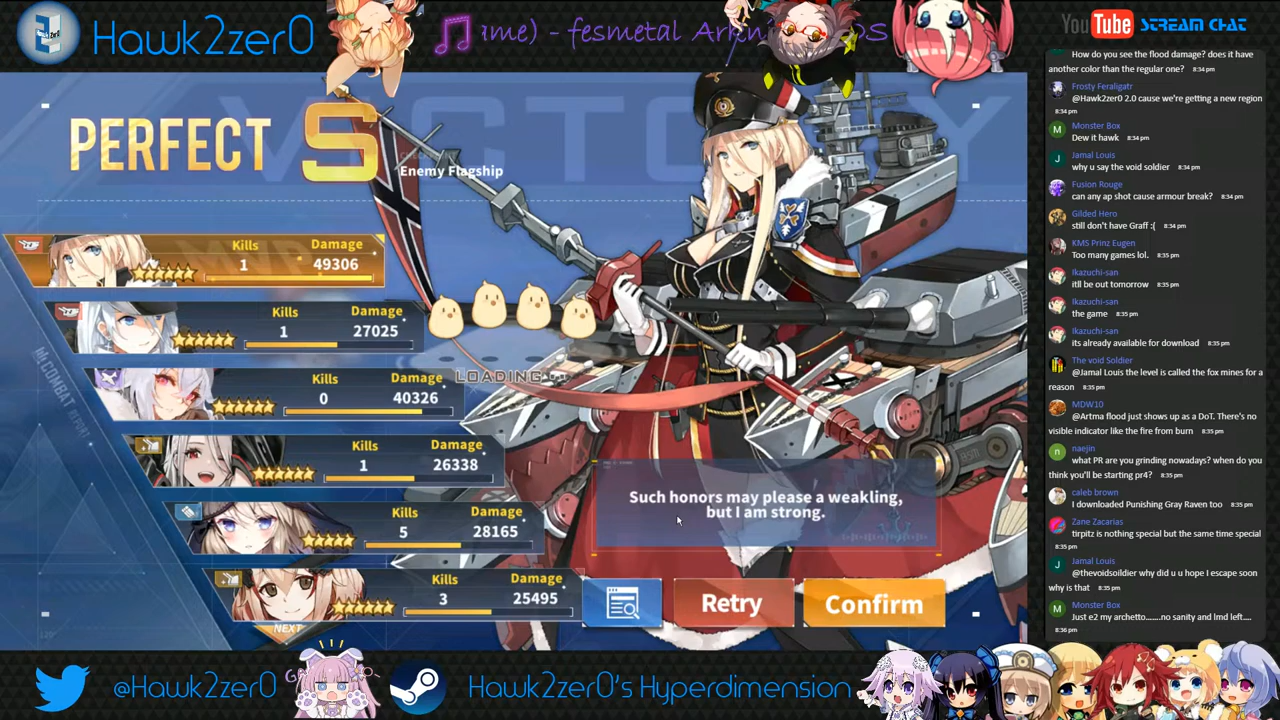 Hawk2zer0
ime) - fesmetal
YouTube STREAM CHAT
VICTORY
PERFECT S
Enemy Flagship
Kills Damage
1 49306
Kills Damage
1 27025
Kills Damage
0 40326
Kills Damage
1 26338
Kills Damage
5 28165
Kills Damage
3 25495
NEXT
LOADING
Such honors may please a weakling,
but I am strong.
Retry
Confirm
How do you see the flood damage? does it have
another color than the regular one? 8:34 pm
Frosty Feraligatr
@Hawk2zer0 2.0 cause we're getting a new region
8:34 pm
Monster Box
Dew it hawk 8:34 pm
Jamal Louis
why u say the void soldier 8:34 pm
Fusion Rouge
can any ap shot cause armour break? 8:34 pm
Gilded Hero
still don't have Graff :( 8:34 pm
KMS Prinz Eugen
Too many games lol. 8:35 pm
Ikazuchi-san
itll be out tomorrow 8:35 pm
Ikazuchi-san
the game 8:35 pm
Ikazuchi-san
its already available for download 8:35 pm
The void Soldier
@Jamal Louis the level is called the fox mines for a
reason 8:35 pm
MDW10
@Artma flood just shows up as a DoT. There's no
visible indicator like the fire from burn 8:35 pm
naejin
what PR are you grinding nowadays? when do you
think you'll be starting pr4? 8:35 pm
caleb brown
I downloaded Punishing Gray Raven too 8:35 pm
Zane Zacarias
tirpitz is nothing special but the same time special
8:35 pm
Jamal Louis
@thevoidsoildier why did u u hope I escape soon
why is that 8:35 pm
Monster Box
Just e2 my archetto.......no sanity and lmd left....
8:36 pm
@Hawk2zer0
Hawk2zer0's Hyperdimension